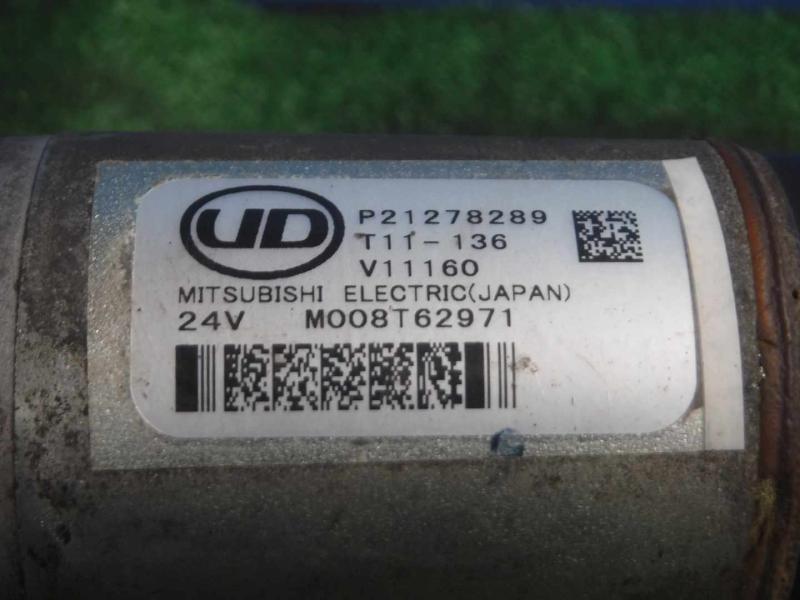 UD
P21278289
T11-136
V11160
MITSUBISHI ELECTRIC(JAPAN)
24V M008T62971